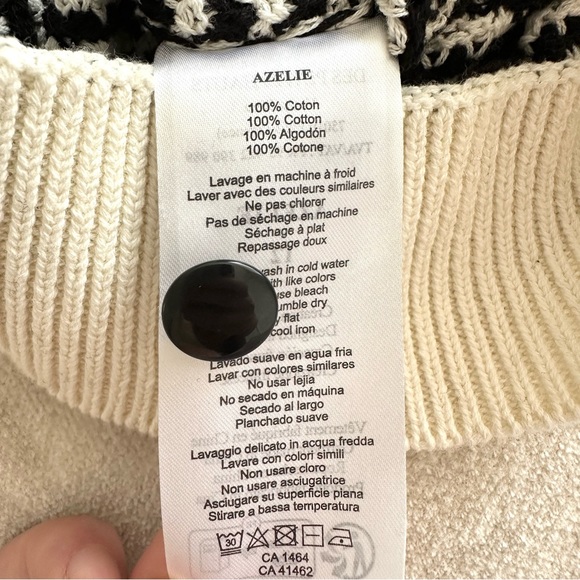 AZELIE
100% Coton
100% Cotton
100% Algodón
100% Cotone
Lavage en machine à froid
Laver avec des couleurs similaires
Ne pas chlorer
Pas de séchage en machine
Séchage à plat
Repassage doux
in cold water
like colors
bleach
dry
flat
cool iron
Lavado suave en agua fria
Lavar con colores similares
No usar lejía
No secado en máquina
Secado al largo
Planchado suave
Lavaggio delicato in acqua fredda
Lavare con colori simili
Non usare cloro
Non usare asciugatrice
Asciugare su superficie piana
Stirare a bassa temperatura
30
CA 1464
CA 41462